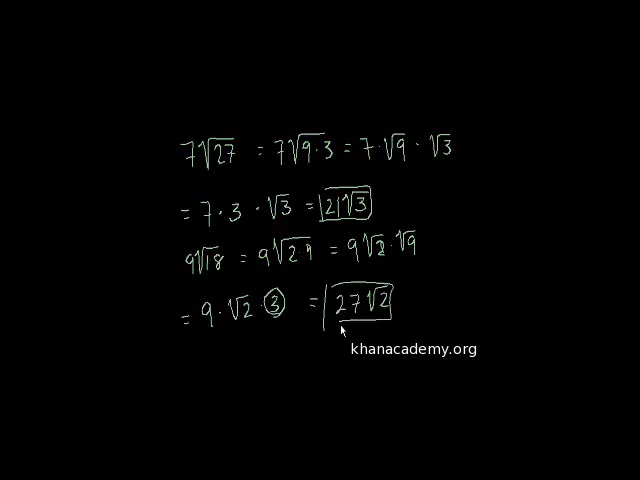 7√27 = 7√9·3 = 7·√9 · √3
= 7·3 · √3 = 21√3
9√18 = 9√2·9 = 9√2·√9
= 9·√2·3 = 27√2
khanacademy.org